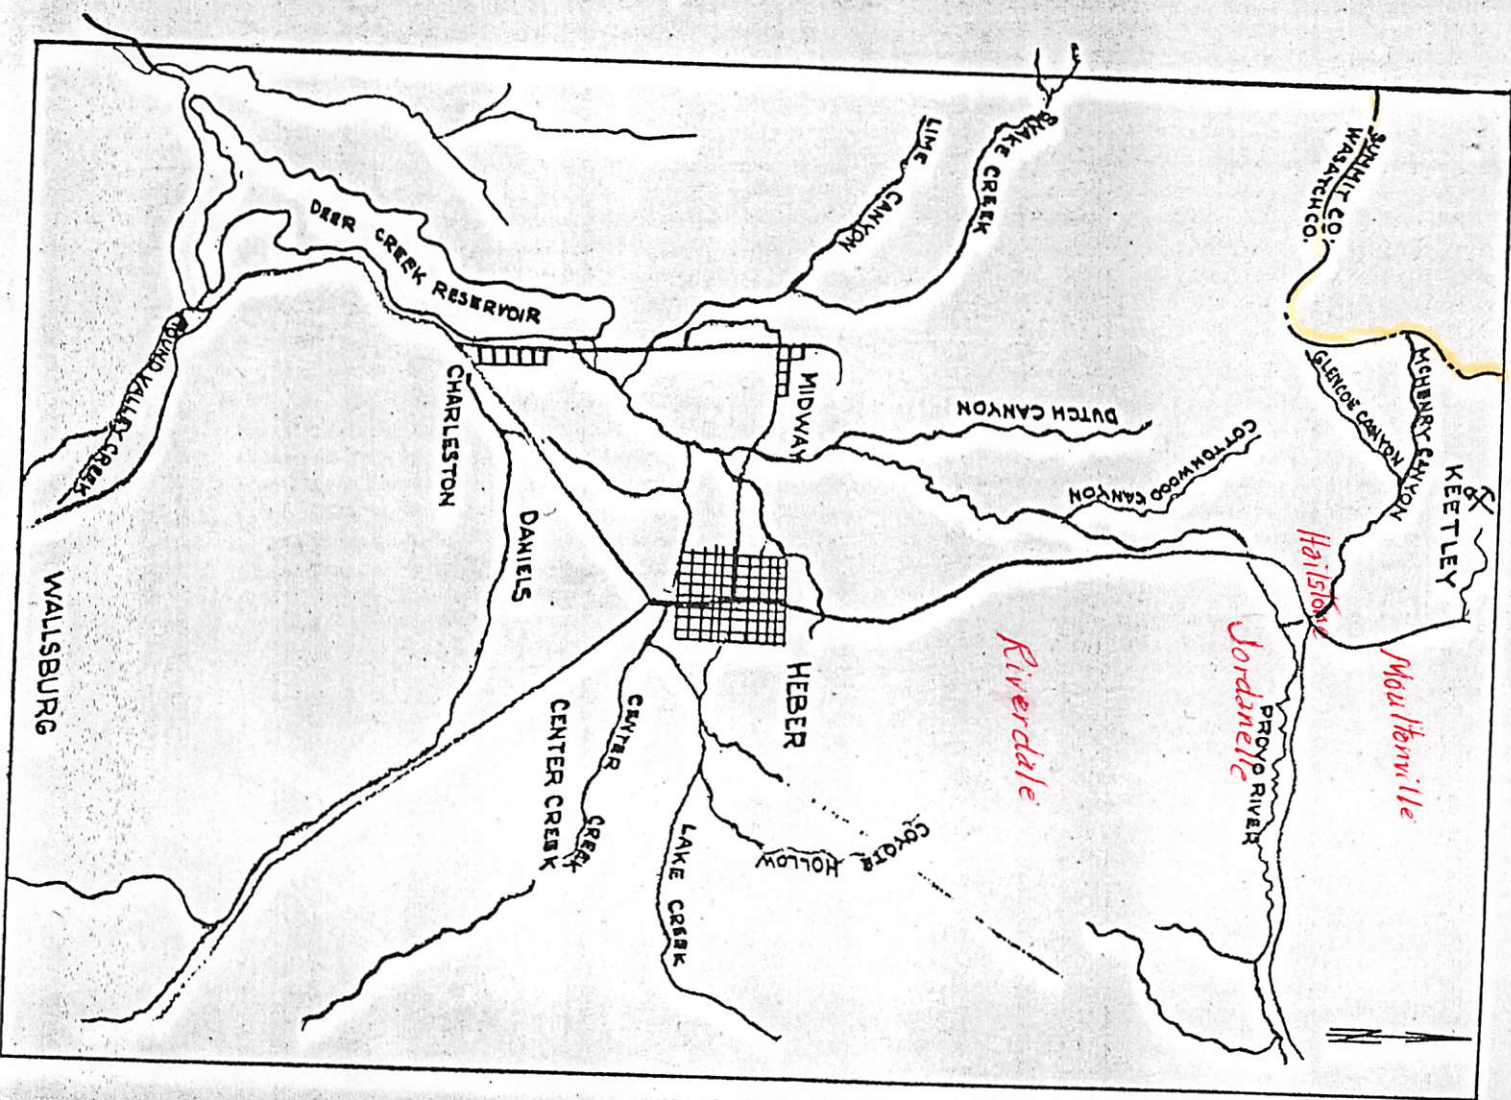 SUMMIT CO.
WASATCH CO.
MCHENRY CANYON
GLENCOE CANYON
KEETLEY
Hailstone
Moultonville
Jordanelle
PROVO RIVER
Riverdale
SNAKE CREEK
LIME CANYON
DUTCH CANYON
COTTONWOOD CANYON
MIDWAY
HEBER
COYOTE HOLLOW
LAKE CREEK
CENTER CREEK
CENTER CREEK
DANIELS
CHARLESTON
DEER CREEK RESERVOIR
ROUND VALLEY CREEK
WALLSBURG
N